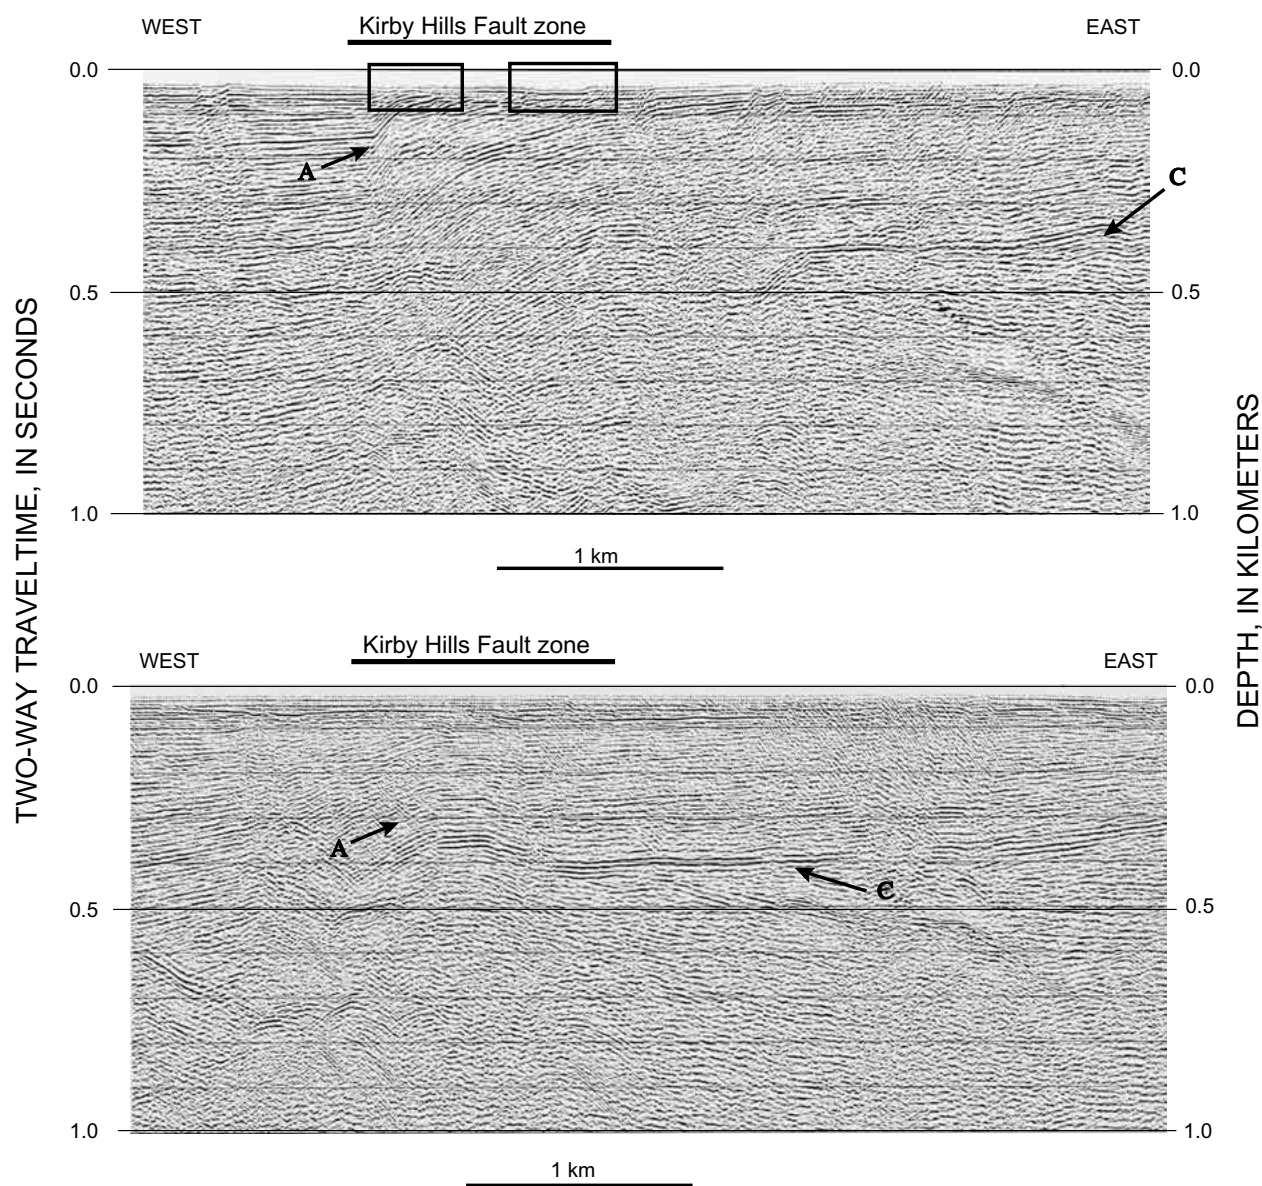 WEST
Kirby Hills Fault zone
EAST
0.0
0.0
A
C
0.5
0.5
1.0
1.0
1 km
TWO-WAY TRAVELTIME, IN SECONDS
DEPTH, IN KILOMETERS
WEST
Kirby Hills Fault zone
EAST
0.0
0.0
A
C
0.5
0.5
1.0
1.0
1 km